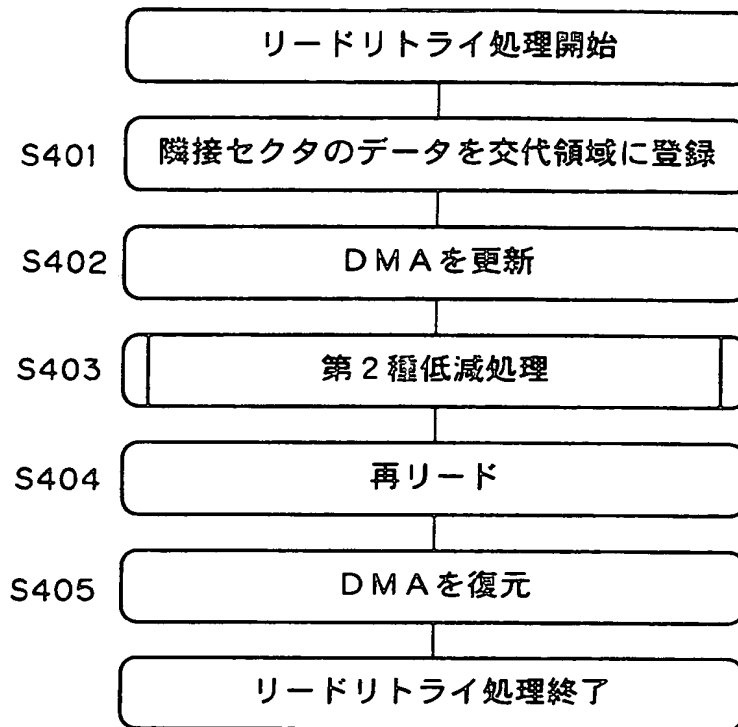 リードリトライ処理開始
S401 隣接セクタのデータを交代領域に登録
S402 DMAを更新
S403 第2種低減処理
S404 再リード
S405 DMAを復元
リードリトライ処理終了